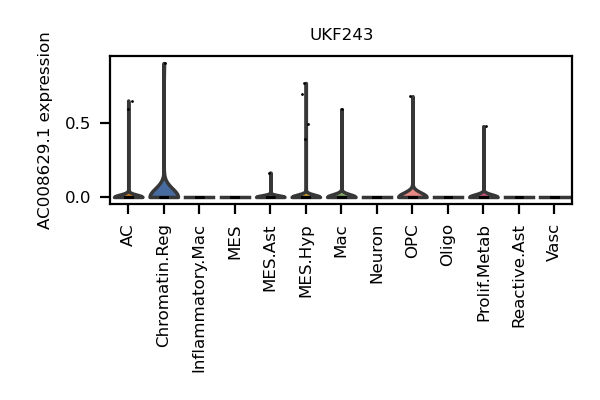 UKF243
AC008629.1 expression
0.5
0.0
AC
Chromatin.Reg
Inflammatory.Mac
MES
MES.Ast
MES.Hyp
Mac
Neuron
OPC
Oligo
Prolif.Metab
Reactive.Ast
Vasc